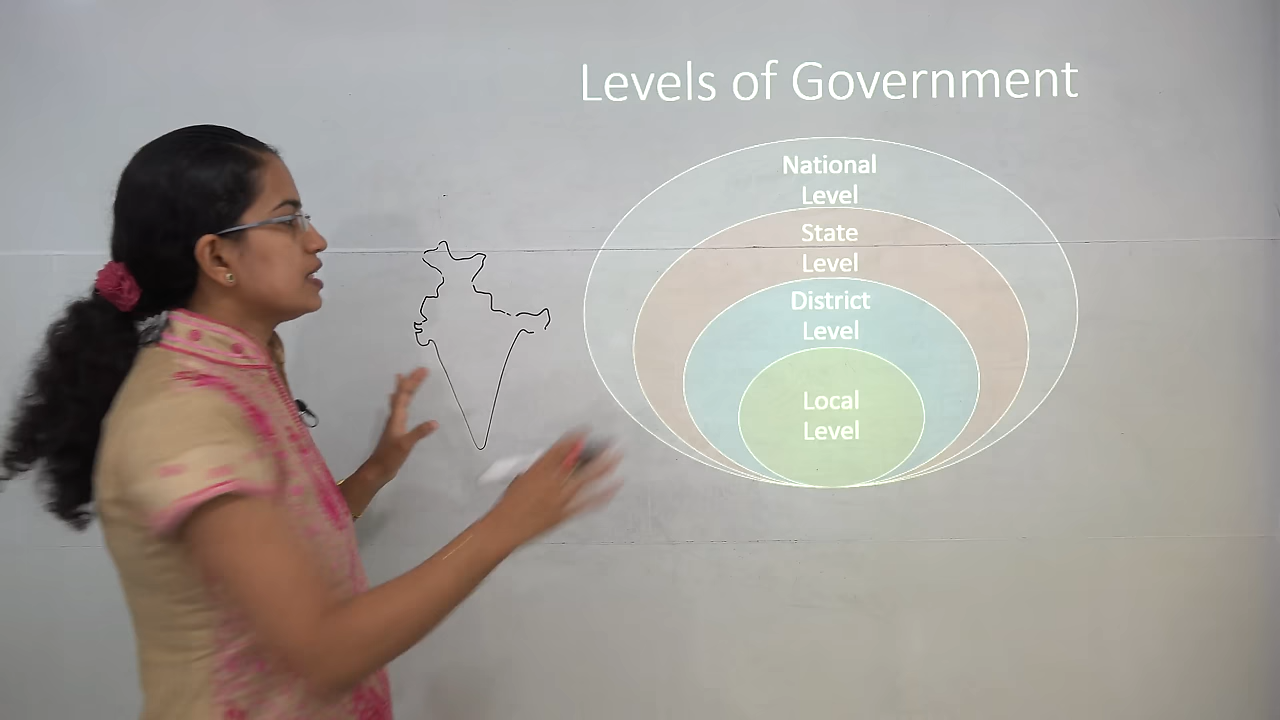 Levels of Government
National
Level
State
Level
District
Level
Local
Level